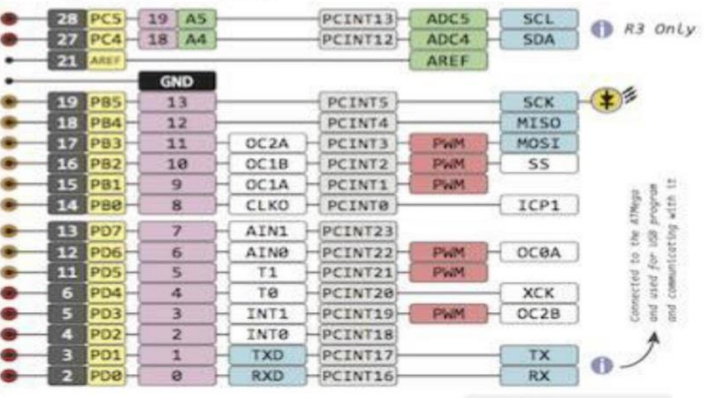 28 PC5 19 A5 PCINT13 ADC5 SCL
27 PC4 18 A4 PCINT12 ADC4 SDA
R3 Only
21 AREF AREF
GND
19 PB5 13 PCINT5 SCK
18 PB4 12 PCINT4 MISO
17 PB3 11 OC2A PCINT3 PWM MOSI
16 PB2 10 OC1B PCINT2 PWM SS
15 PB1 9 OC1A PCINT1 PWM
14 PB0 8 CLKO PCINT0 ICP1
13 PD7 7 AIN1 PCINT23
12 PD6 6 AIN0 PCINT22 PWM OC0A
11 PD5 5 T1 PCINT21 PWM
6 PD4 4 T0 PCINT20 XCK
5 PD3 3 INT1 PCINT19 PWM OC2B
4 PD2 2 INT0 PCINT18
3 PD1 1 TXD PCINT17 TX
2 PD0 0 RXD PCINT16 RX
Connected to the ATMega
and used for USB program
and communicating with it